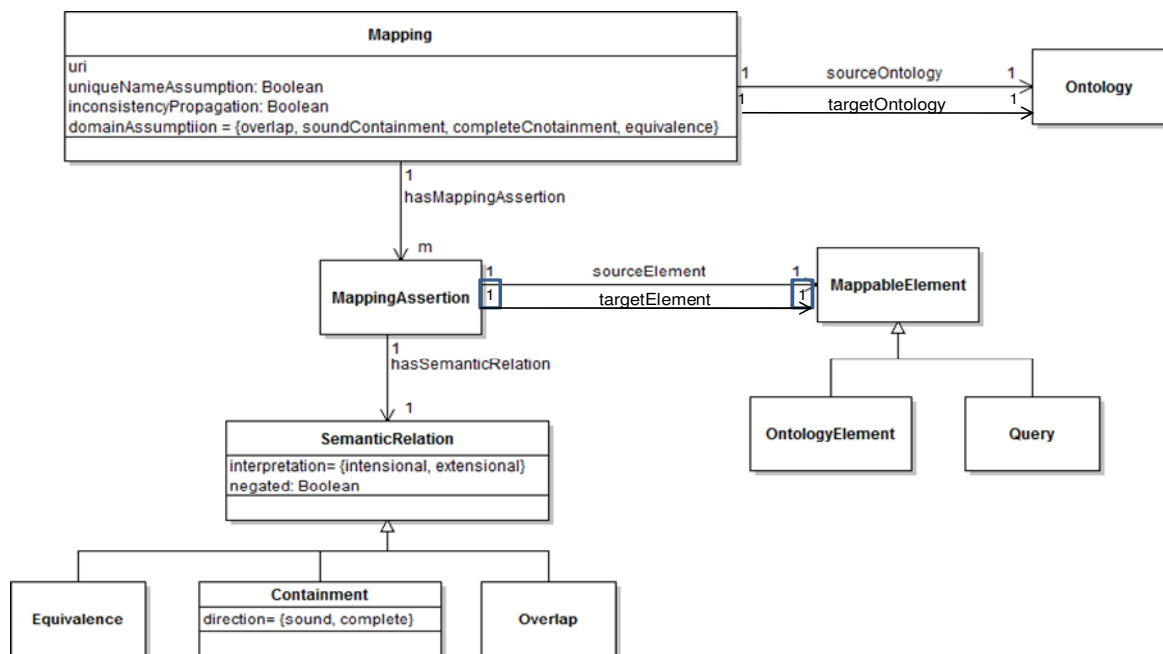 Mapping
uri
uniqueNameAssumption: Boolean
inconsistencyPropagation: Boolean
domainAssumptiion = {overlap, soundContainment, completeCnotainment, equivalence}
1 sourceOntology 1
1 targetOntology 1
Ontology
1
hasMappingAssertion
m
MappingAssertion
1 sourceElement 1
1 targetElement 1
MappableElement
1
hasSemanticRelation
1
OntologyElement
Query
SemanticRelation
interpretation= {intensional, extensional}
negated: Boolean
Equivalence
Containment
direction= {sound, complete}
Overlap